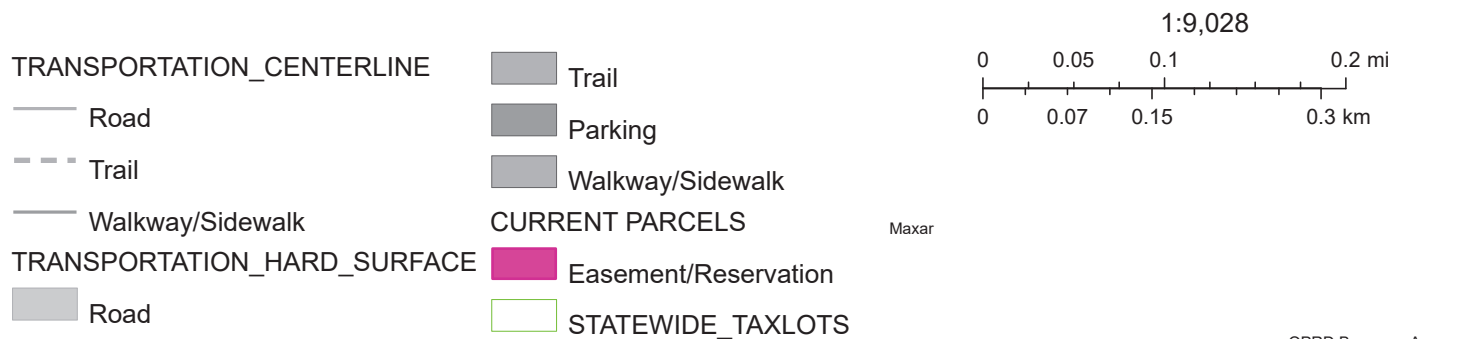 1:9,028
0 0.05 0.1 0.2 mi
0 0.07 0.15 0.3 km
TRANSPORTATION_CENTERLINE
Road
Trail
Walkway/Sidewalk
TRANSPORTATION_HARD_SURFACE
Road
Trail
Parking
Walkway/Sidewalk
CURRENT PARCELS
Easement/Reservation
STATEWIDE_TAXLOTS
Maxar